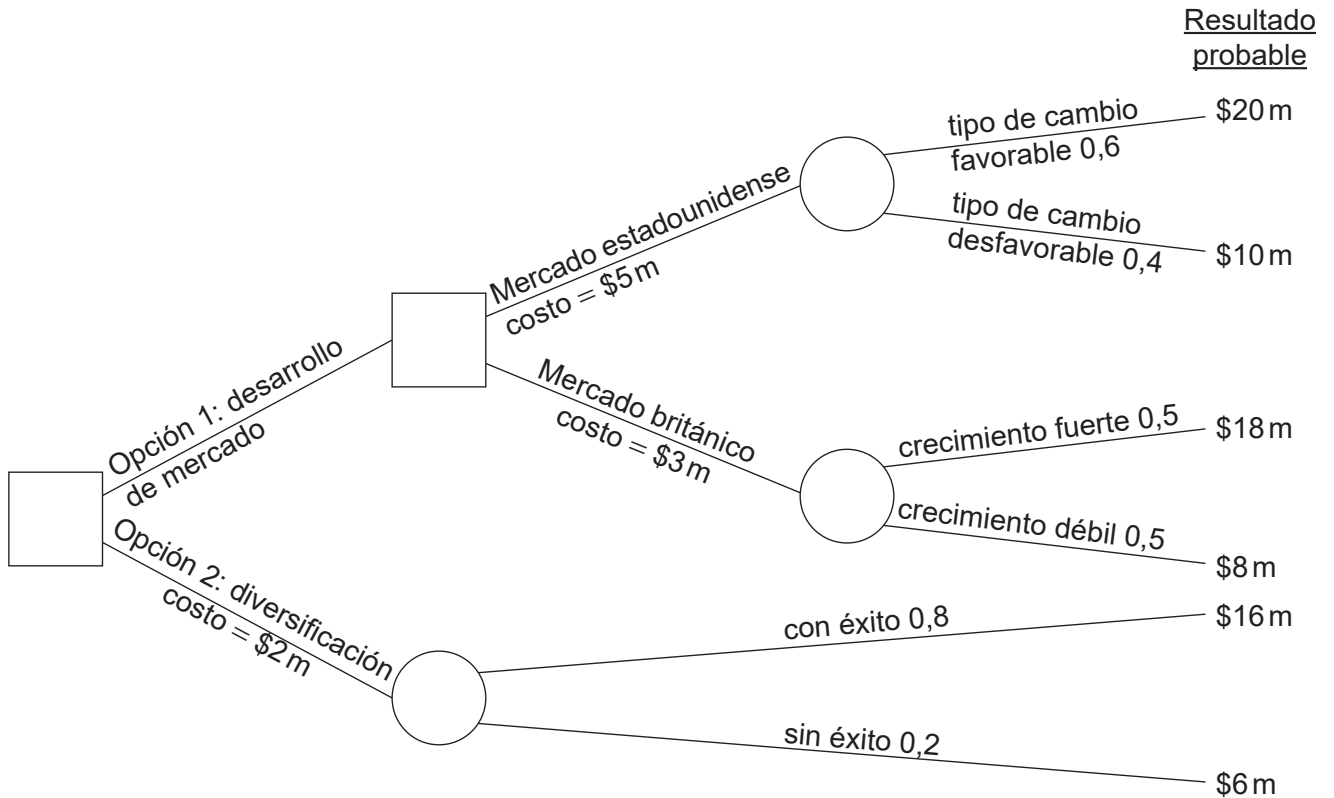 Resultado
probable
tipo de cambio
favorable 0,6
$20 m
tipo de cambio
desfavorable 0,4
$10 m
Mercado estadounidense
costo = $5 m
Opción 1: desarrollo
de mercado
Mercado británico
costo = $3 m
crecimiento fuerte 0,5
$18 m
crecimiento débil 0,5
$8 m
Opción 2: diversificación
costo = $2 m
con éxito 0,8
$16 m
sin éxito 0,2
$6 m